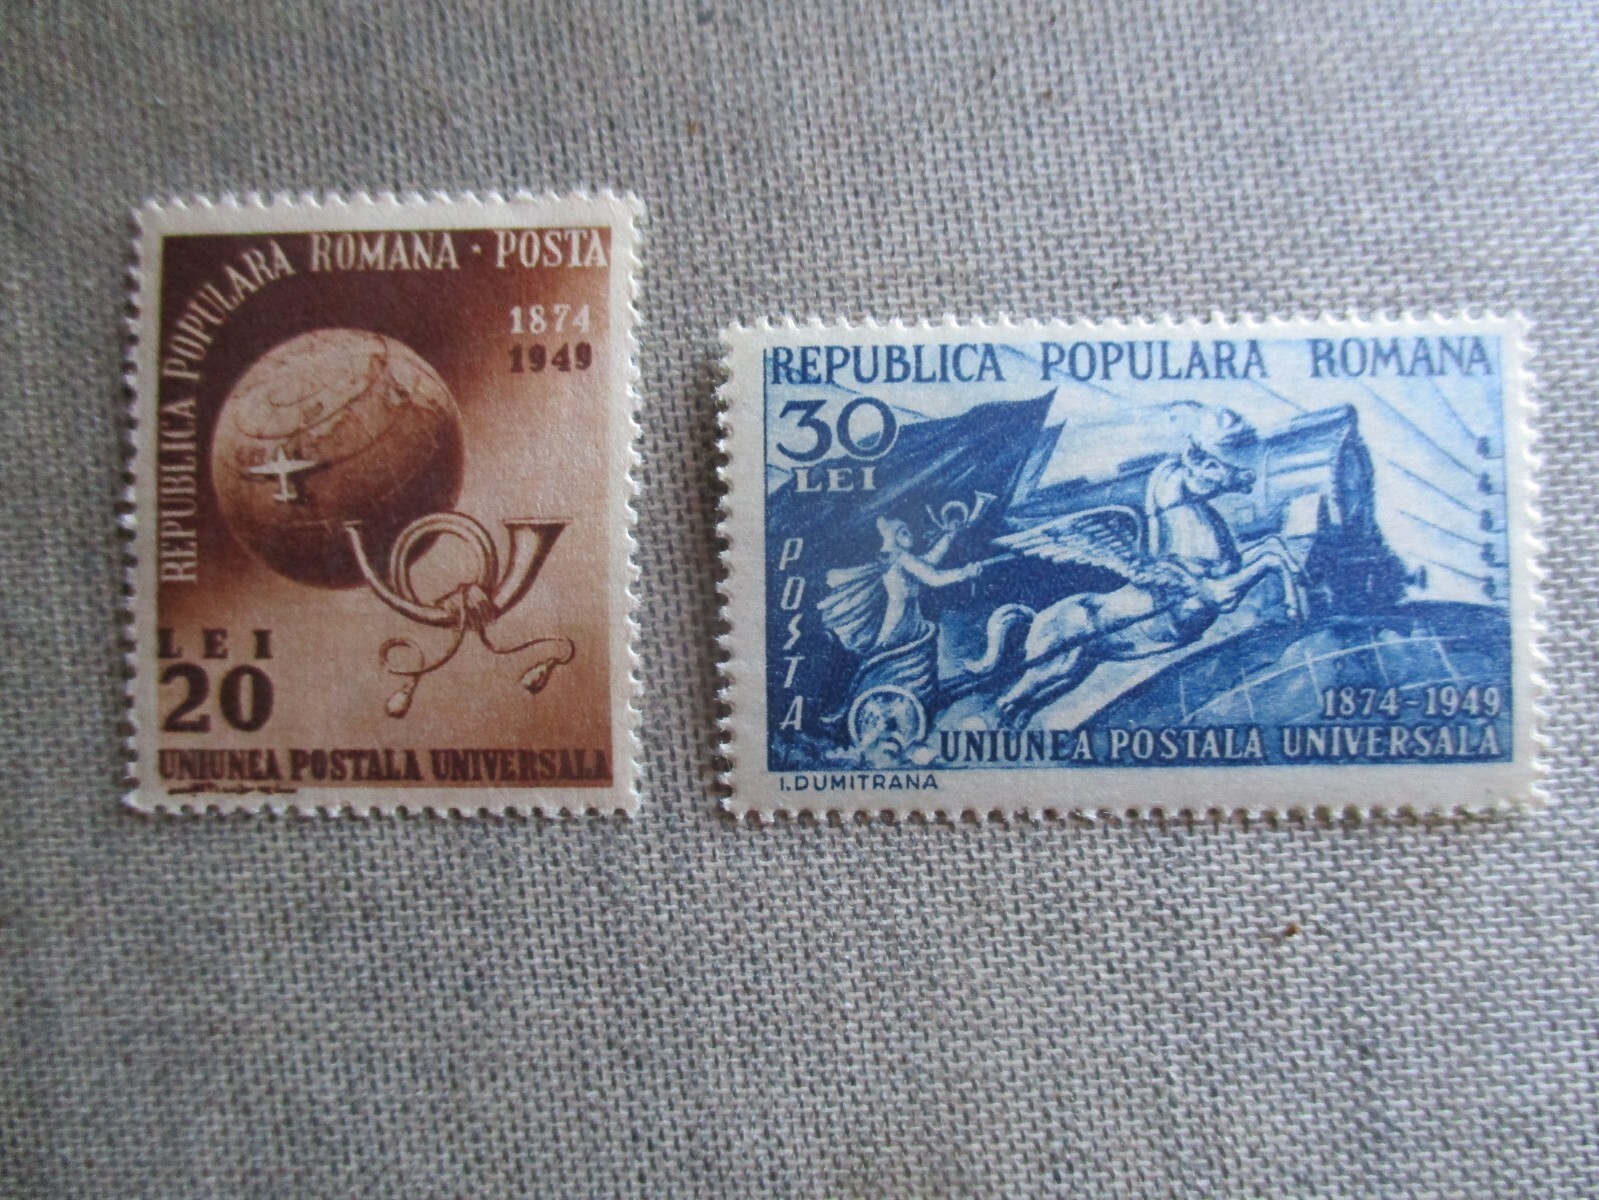 REPUBLICA POPULARA ROMANA · POSTA
1874
1949
LEI
20
UNIUNEA POSTALA UNIVERSALA
REPUBLICA POPULARA ROMANA
30
LEI
POSTA
1874-1949
UNIUNEA POSTALA UNIVERSALA
I.DUMITRANA